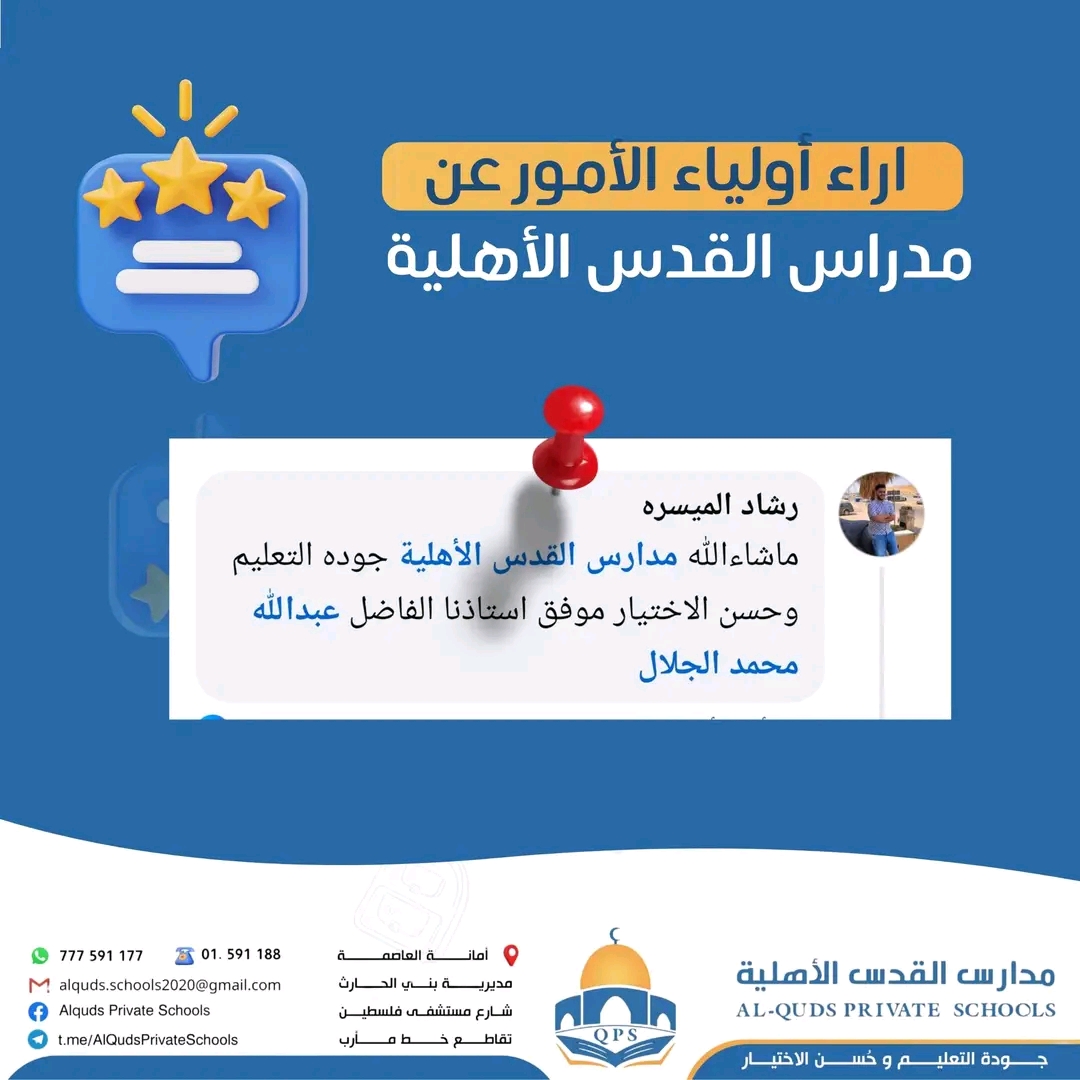 اراء أولياء الأمور عن
مدراس القدس الأهلية
رشاد الميسره
ماشاءالله مدارس القدس الأهلية جوده التعليم
وحسن الاختيار موفق استاذنا الفاضل عبدالله
محمد الجلال
مدارس القدس الأهلية
AL-QUDS PRIVATE SCHOOLS
جودة التعليم و حُسن الاختيار
QPS
أمانة العاصمة
مديرية بني الحارث
شارع مستشفى فلسطين
تقاطع خط مأرب
01. 591 188
777 591 177
alquds.schools2020@gmail.com
Alquds Private Schools
t.me/AlQudsPrivateSchools